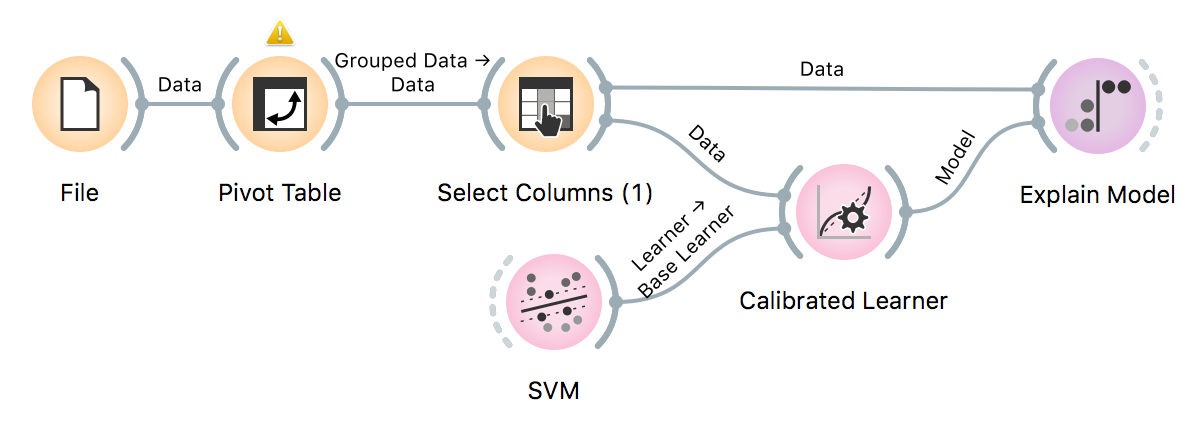 Grouped Data →
Data
Data
Data
File
Pivot Table
Select Columns (1)
Data
Model
Explain Model
Learner →
Base Learner
Calibrated Learner
SVM